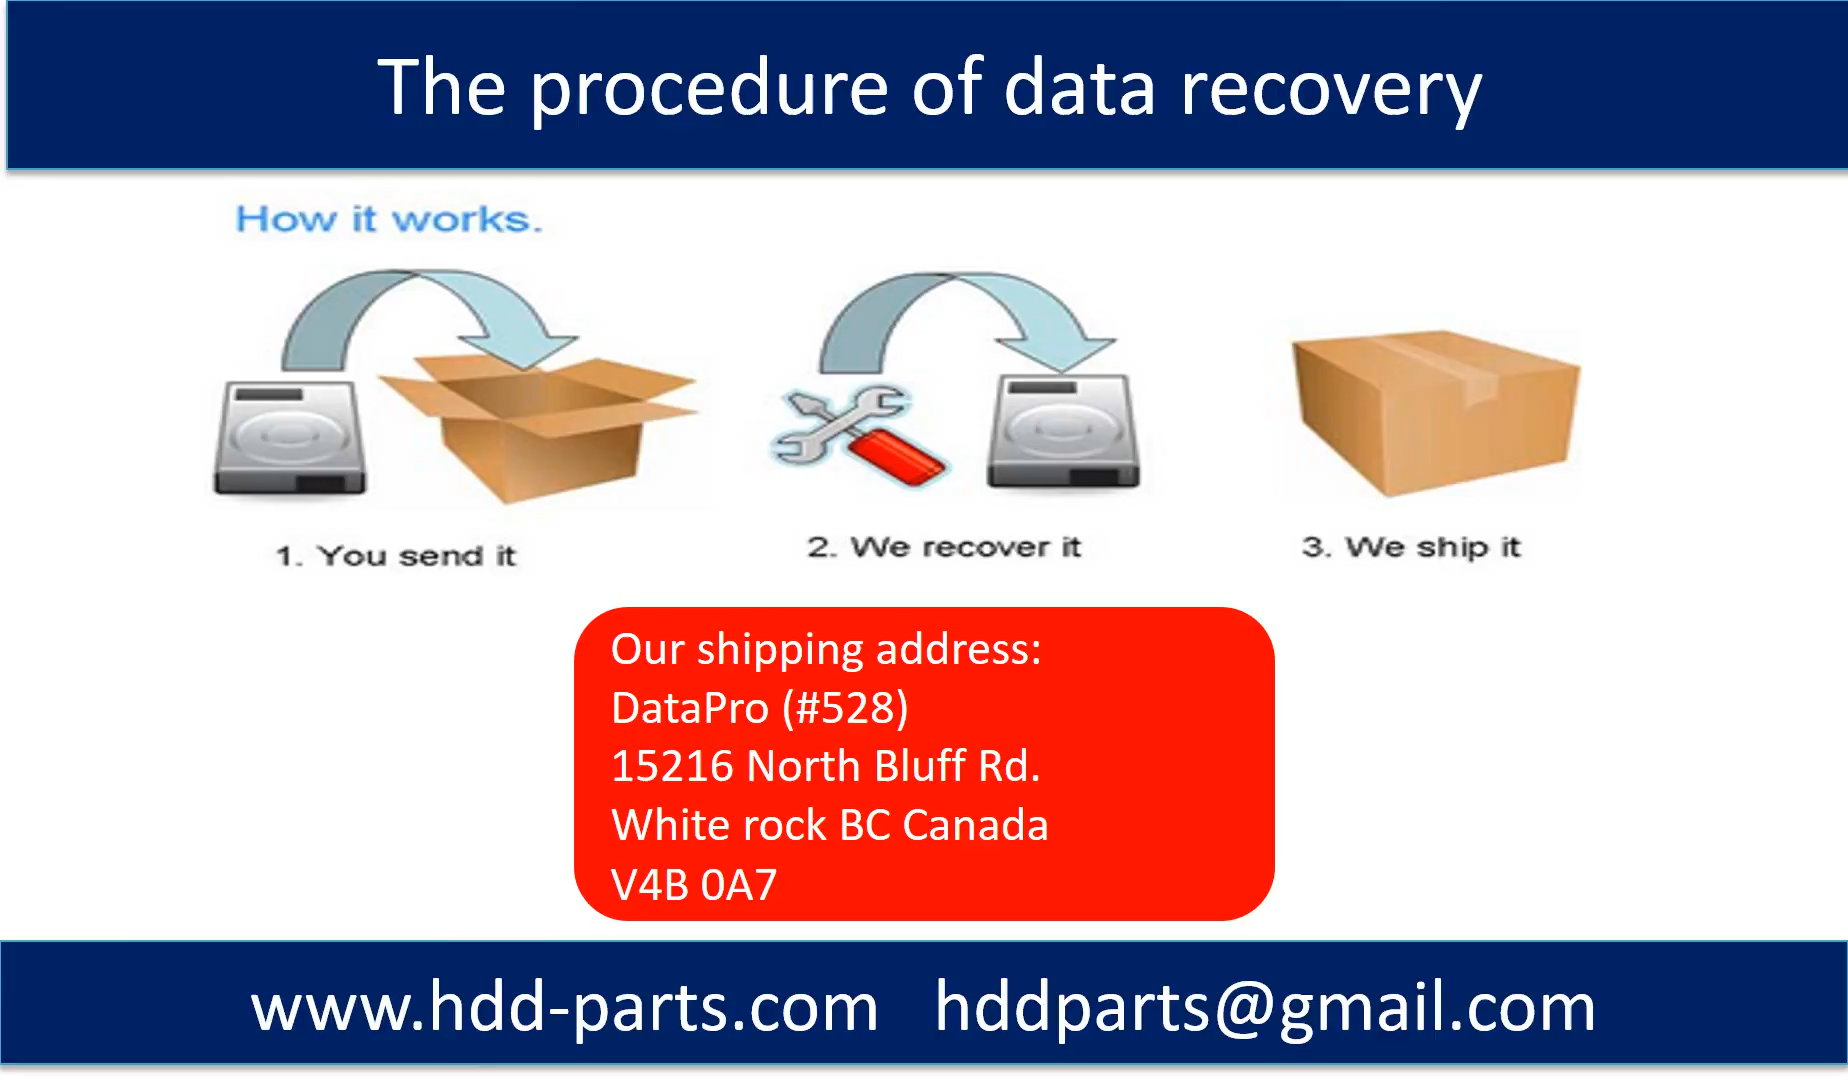 The procedure of data recovery
How it works.
1. You send it
2. We recover it
3. We ship it
Our shipping address:
DataPro (#528)
15216 North Bluff Rd.
White rock BC Canada
V4B 0A7
www.hdd-parts.com hddparts@gmail.com